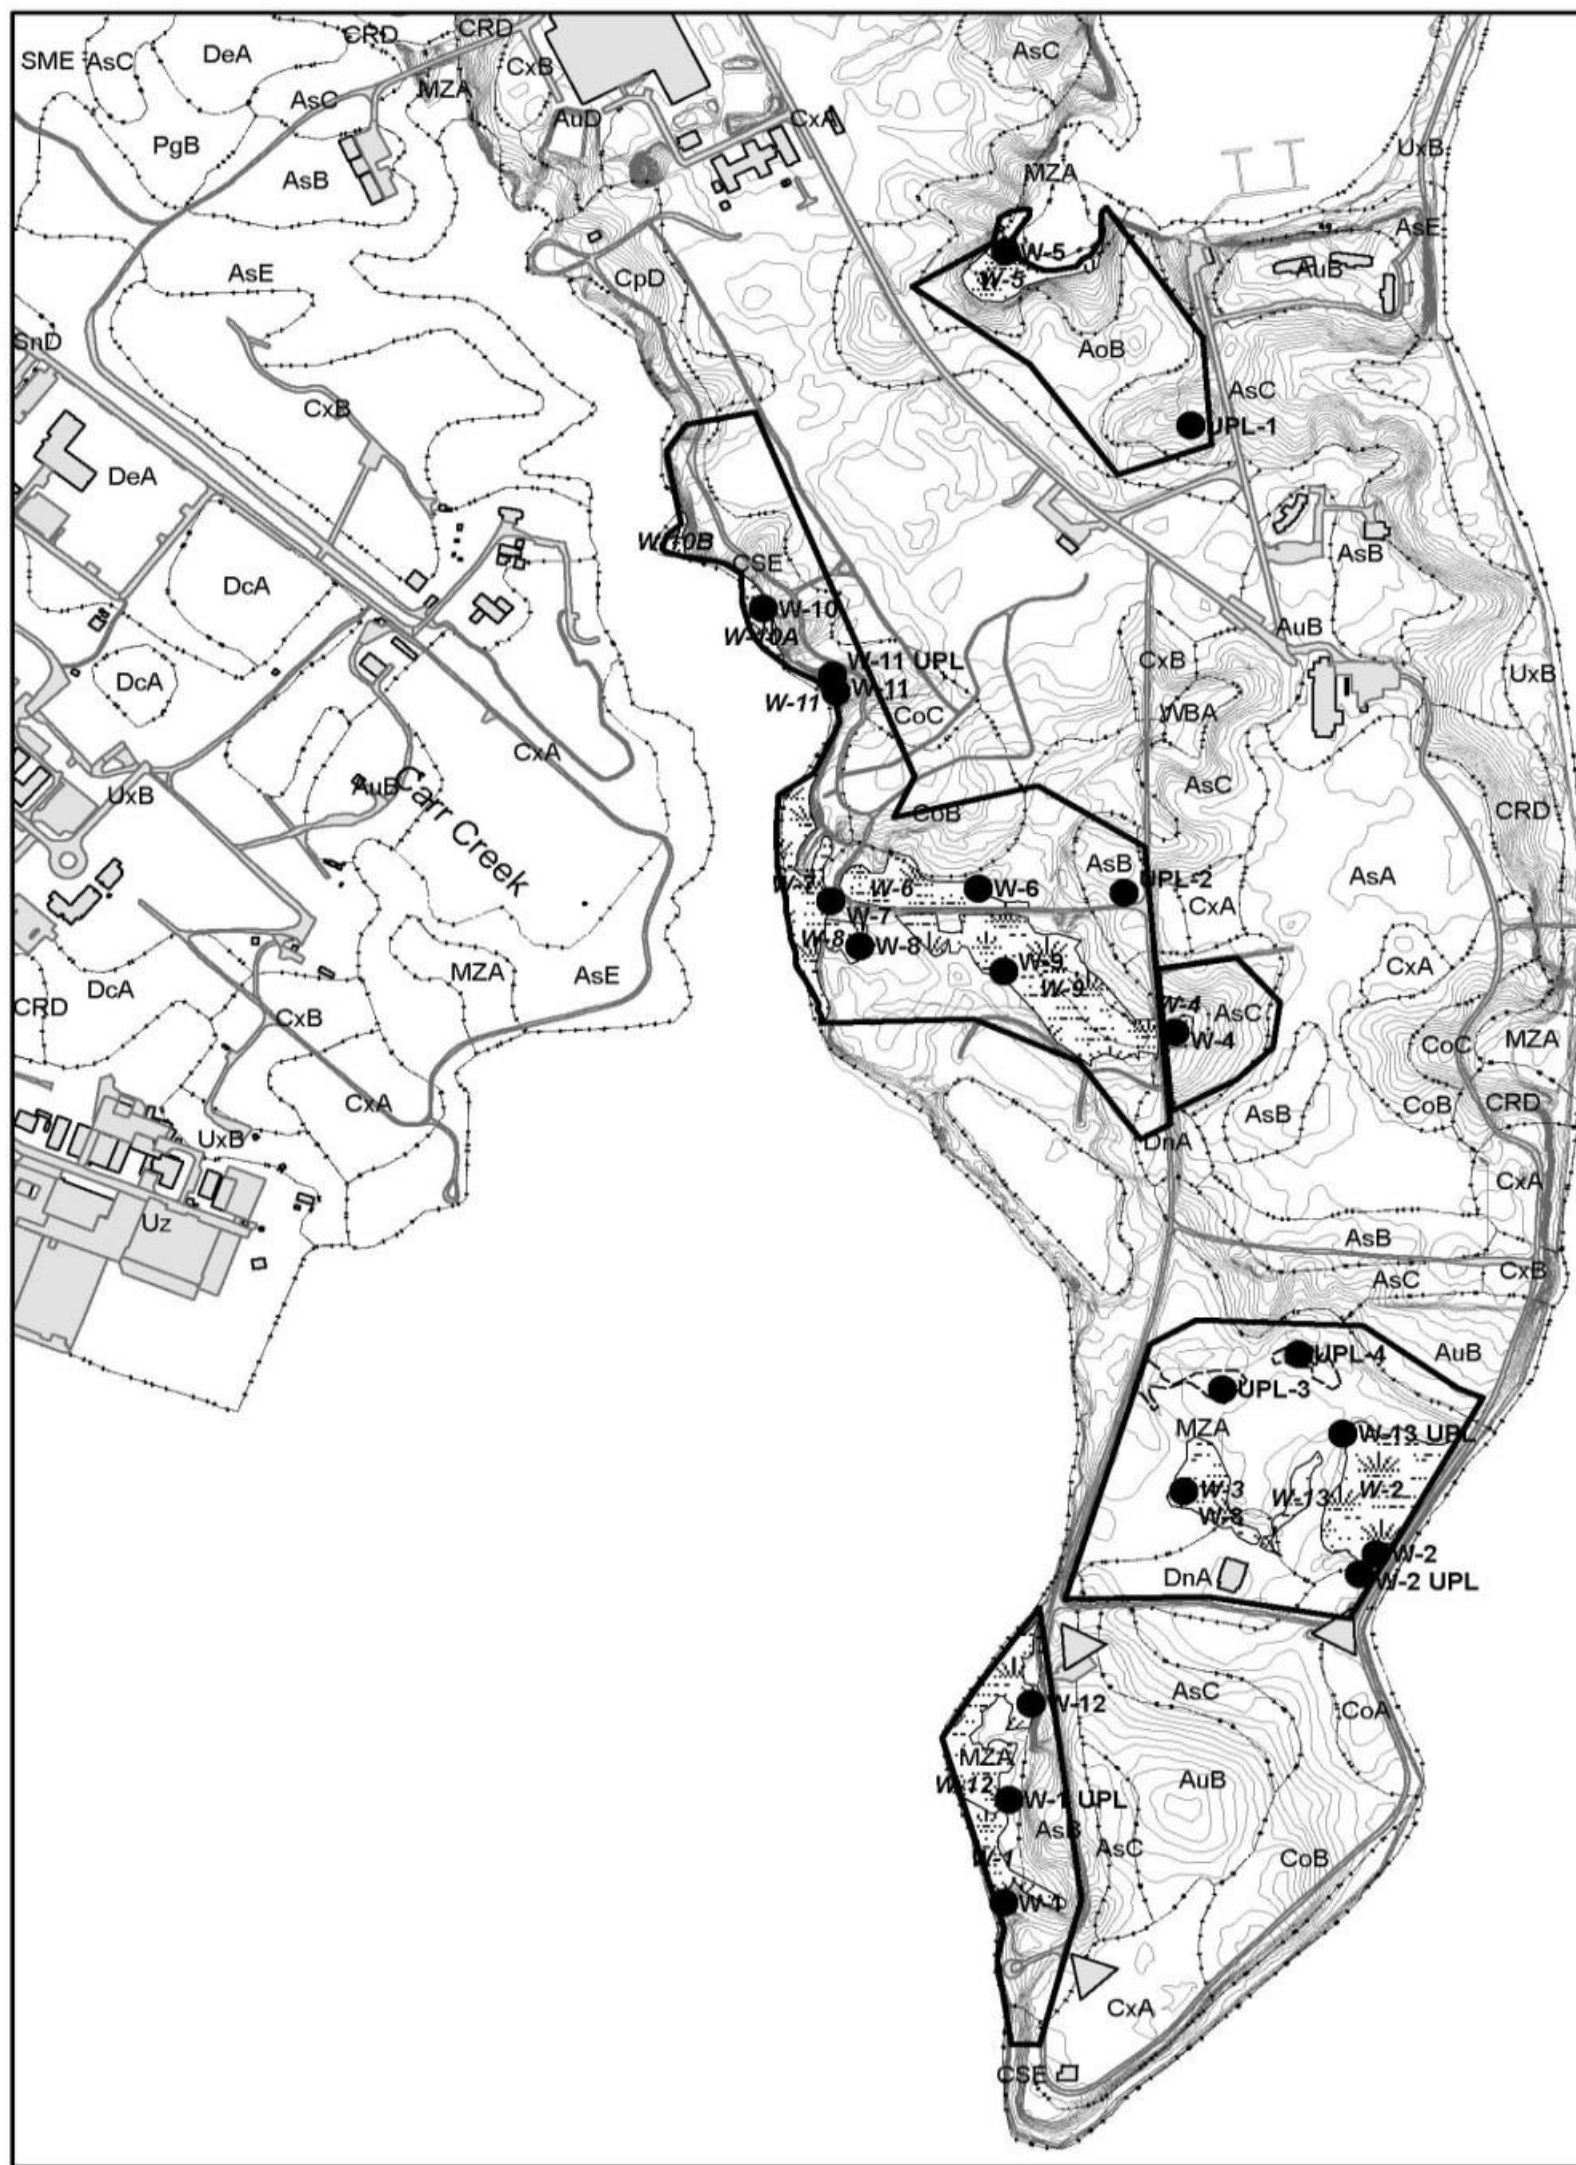 CRD
CRD
SME
AsC
DeA
AsC
CxB
MZA
AsC
AuD
CxA
PgB
UxB
AsB
MZA
AsE
W-5
AsE
CpD
W-5
AuB
SnD
AoB
AsC
CxB
UPL-1
DeA
W-10B
AsB
CSE
DcA
W-10
AuB
W-10A
W-11 UPL
CxB
UxB
DcA
W-11
W-11
WBA
CoC
CxA
AsC
AuB
Carr Creek
UxB
CoB
CRD
AsB
AsA
W-7
W-6
W-6
UPL-2
CxA
W-7
W-8
W-8
CxA
MZA
AsE
W-9
W-9
DcA
CRD
W-4
AsC
CxB
W-4
CoC
MZA
CxA
AsB
CoB
CRD
UxB
DnA
CxA
Uz
AsB
CxB
AsC
UPL-4
AuB
UPL-3
MZA
W-13 UPL
W-3
W-13
W-2
W-8
W-2
DnA
W-2 UPL
AsC
W-12
CoA
MZA
W-12
AuB
W-1 UPL
AsB
AsC
W-1
CoB
W-1
CxA
CSE